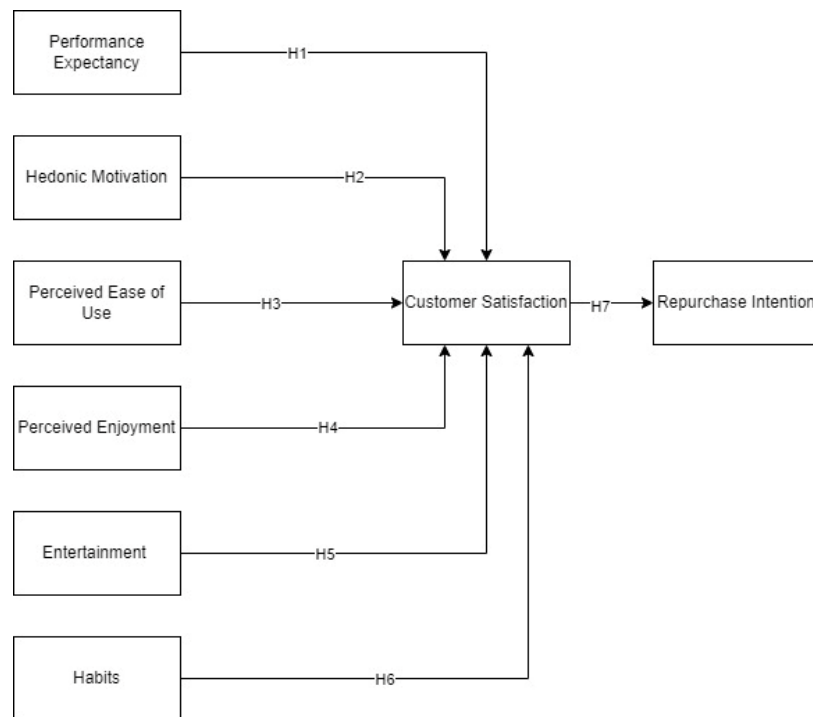 Performance
Expectancy
H1
Hedonic Motivation
H2
Perceived Ease of
Use
H3
Customer Satisfaction
H7
Repurchase Intention
Perceived Enjoyment
H4
Entertainment
H5
Habits
H6